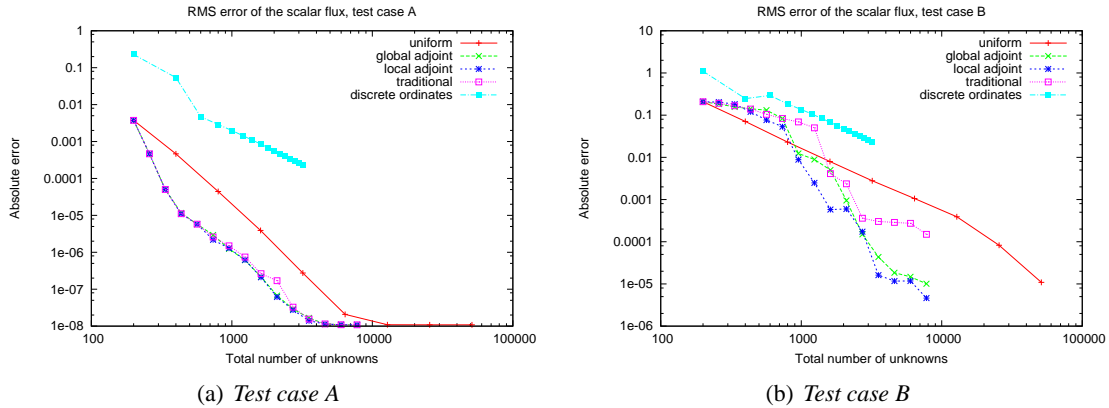 RMS error of the scalar flux, test case A
1
0.1
0.01
0.001
0.0001
1e-05
1e-06
1e-07
1e-08
Absolute error
uniform
global adjoint
local adjoint
traditional
discrete ordinates
100
1000
10000
100000
Total number of unknowns
(a) Test case A
RMS error of the scalar flux, test case B
10
1
0.1
0.01
0.001
0.0001
1e-05
1e-06
Absolute error
uniform
global adjoint
local adjoint
traditional
discrete ordinates
100
1000
10000
100000
Total number of unknowns
(b) Test case B